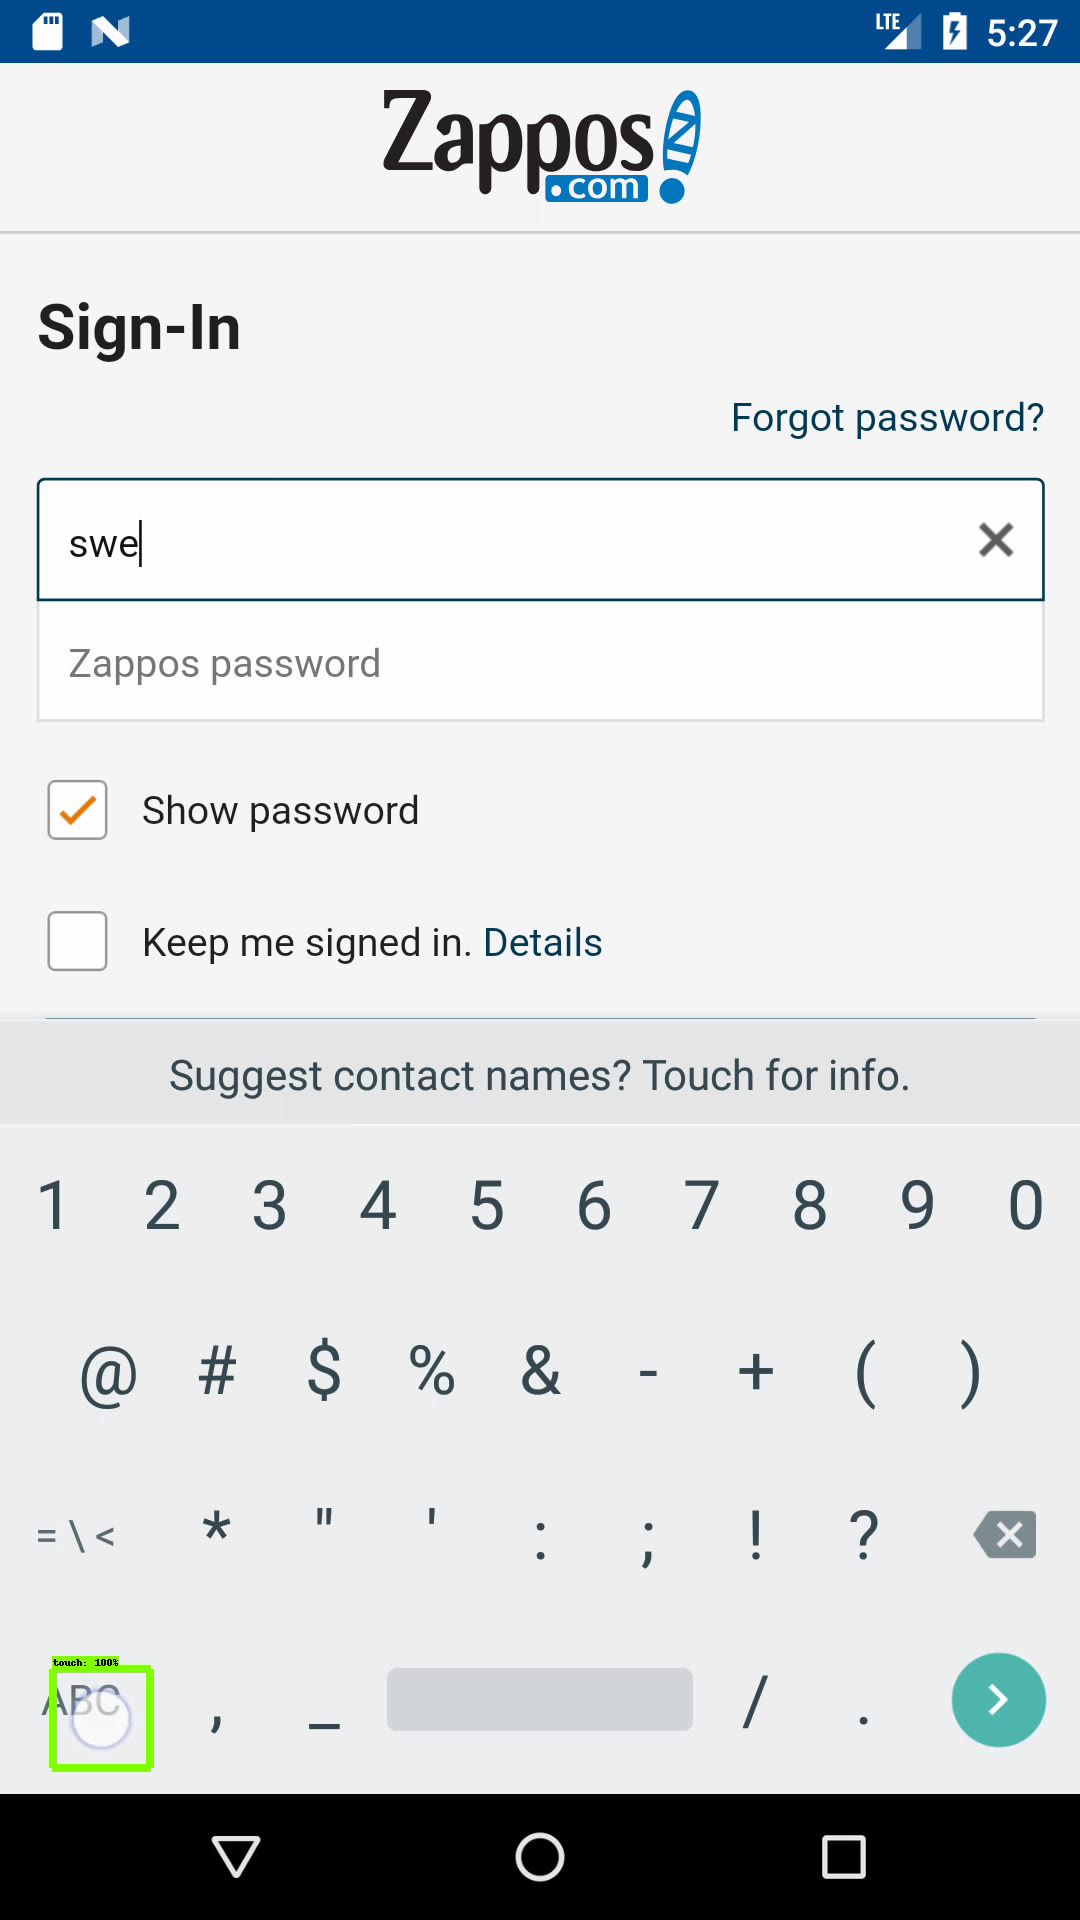 LTE 5:27
Zappos
.com
Sign-In
Forgot password?
swe
Zappos password
Show password
Keep me signed in. Details
Suggest contact names? Touch for info.
1 2 3 4 5 6 7 8 9 0
@ # $ % & - + ( )
= \ < * " ' : ; ! ?
touch: 100%
ABC , _ / .